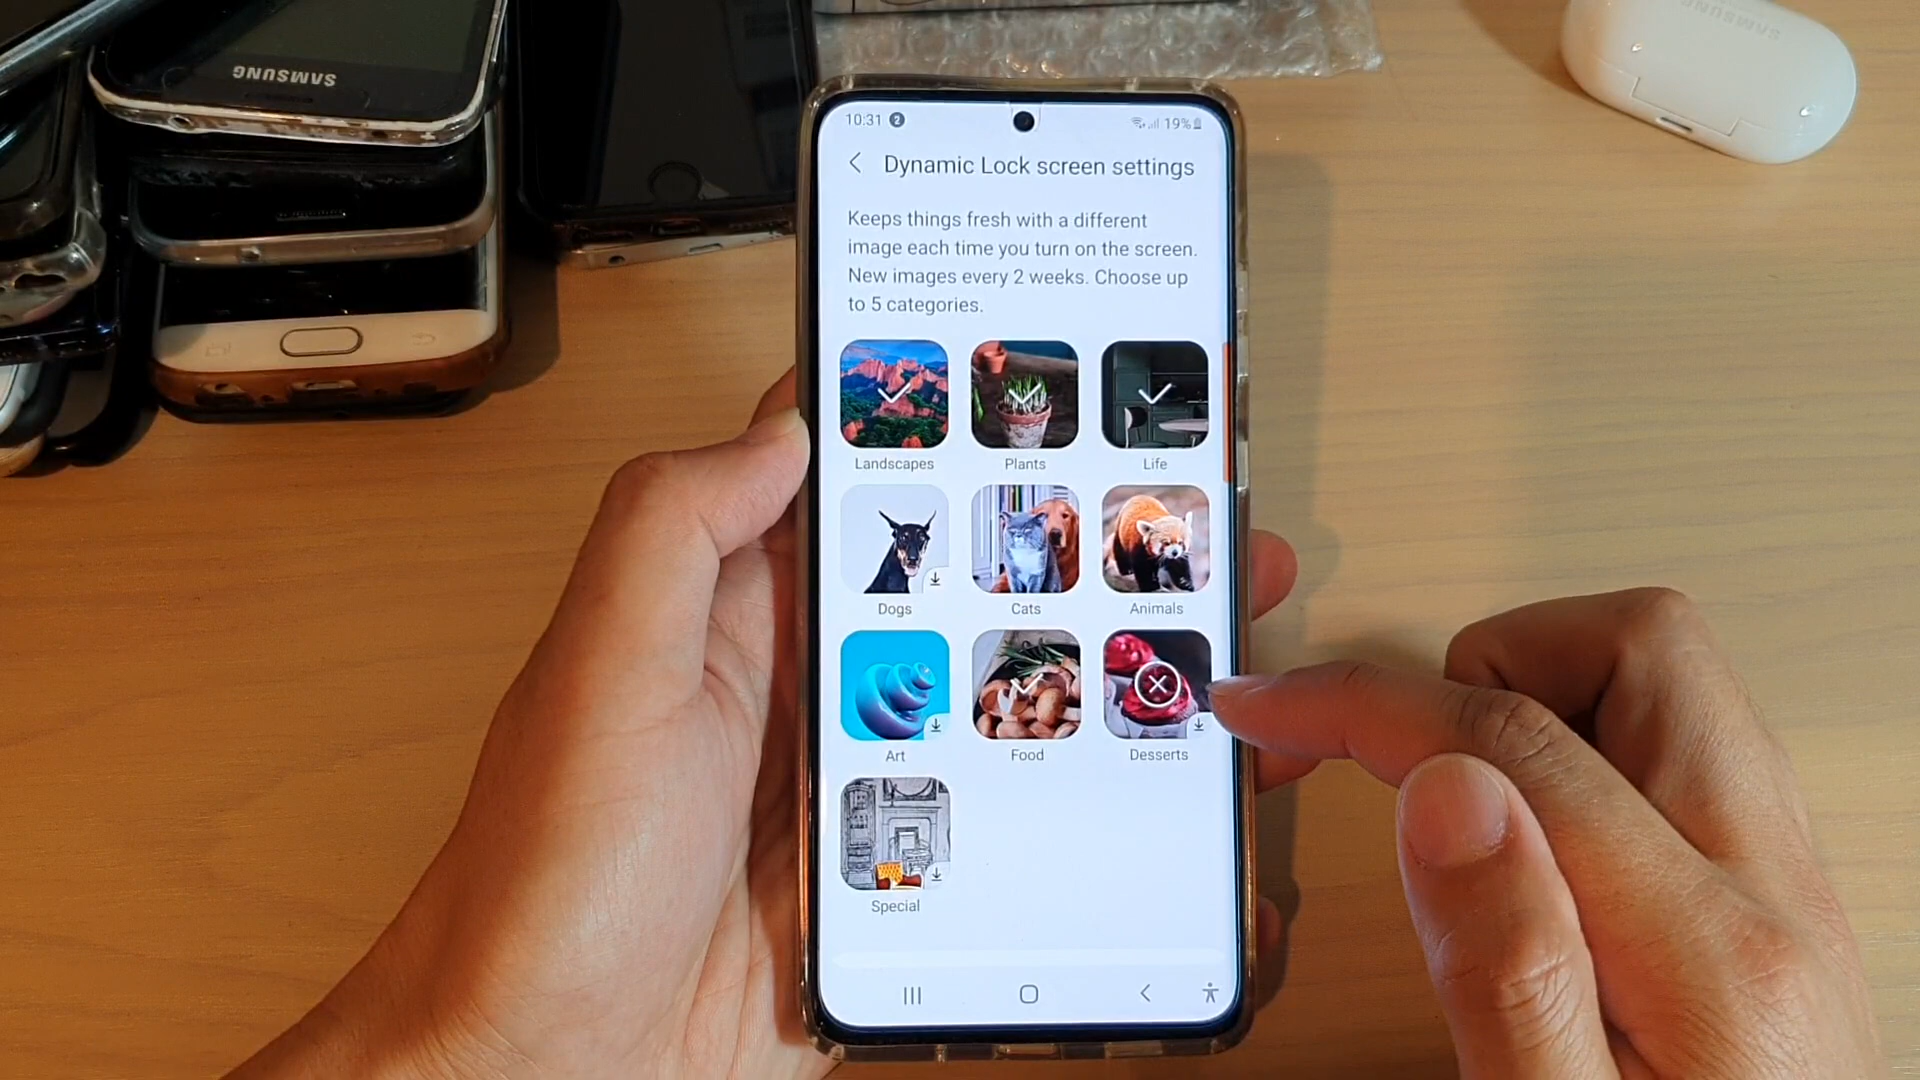 SAMSUNG
SAMSUNG
10:31 2
19%
Dynamic Lock screen settings
Keeps things fresh with a different
image each time you turn on the screen.
New images every 2 weeks. Choose up
to 5 categories.
Landscapes Plants Life
Dogs Cats Animals
Art Food Desserts
Special